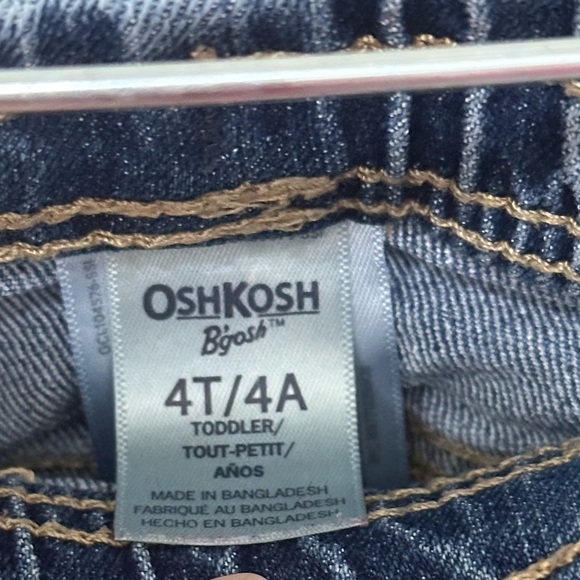 OSHKOSH
B'gosh™
4T/4A
TODDLER/
TOUT-PETIT/
AÑOS
MADE IN BANGLADESH
FABRIQUÉ AU BANGLADESH
HECHO EN BANGLADESH